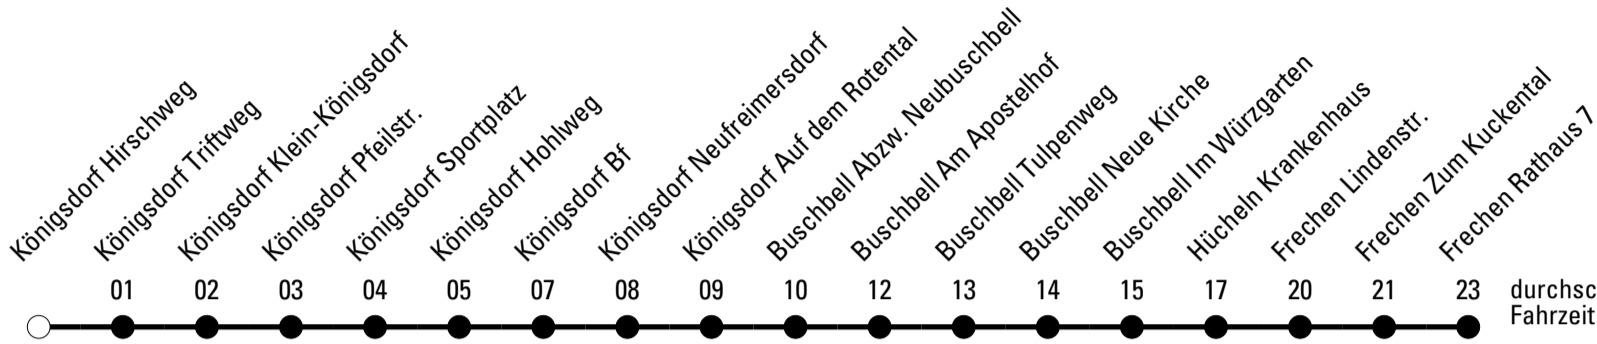 Königsdorf Hirschweg
Königsdorf Triftweg
Königsdorf Klein-Königsdorf
Königsdorf Pfeilstr.
Königsdorf Sportplatz
Königsdorf Hohlweg
Königsdorf Bf
Königsdorf Neufreimersdorf
Königsdorf Auf dem Rotental
Buschbell Abzw. Neubuschbell
Buschbell Am Apostelhof
Buschbell Tulpenweg
Buschbell Neue Kirche
Buschbell Im Würzgarten
Hücheln Krankenhaus
Frechen Lindenstr.
Frechen Zum Kuckental
Frechen Rathaus 7
01 02 03 04 05 07 08 09 10 12 13 14 15 17 20 21 23 durchsc
Fahrzeit